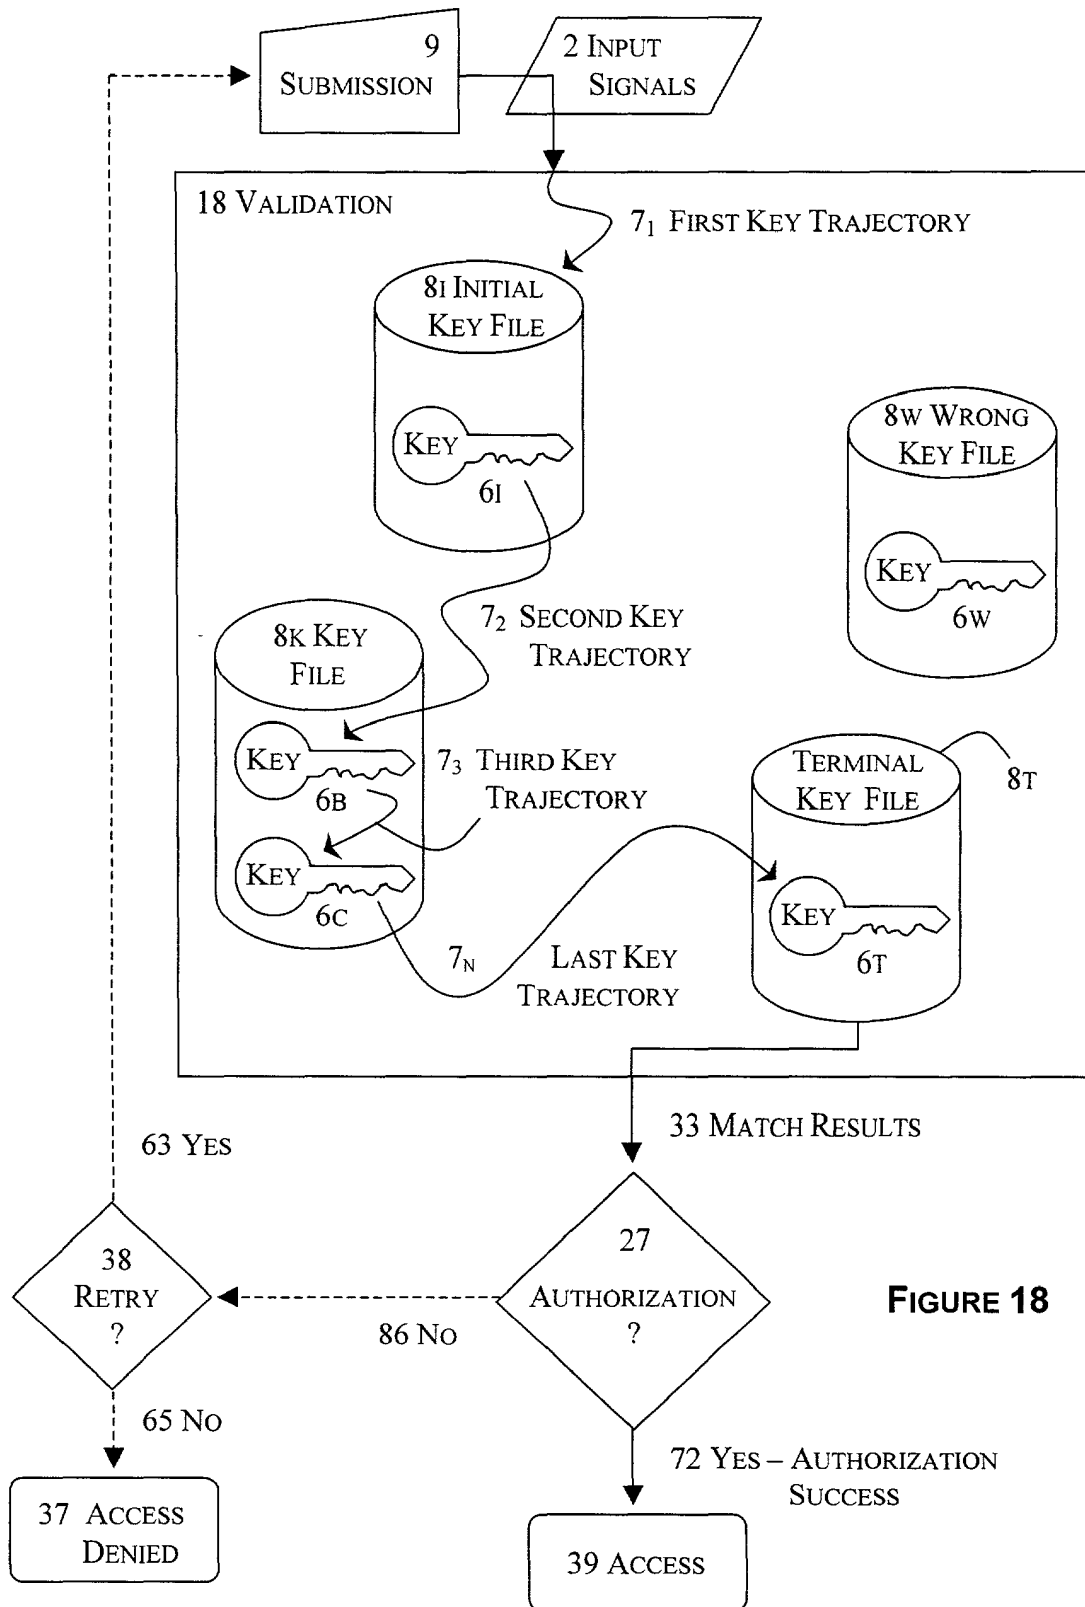 9
SUBMISSION
2 INPUT
SIGNALS
18 VALIDATION
7₁ FIRST KEY TRAJECTORY
8I INITIAL
KEY FILE
KEY
6I
8W WRONG
KEY FILE
KEY
6W
7₂ SECOND KEY
TRAJECTORY
8K KEY
FILE
KEY
6B
7₃ THIRD KEY
TRAJECTORY
KEY
6C
TERMINAL
KEY FILE
8T
KEY
6T
7N LAST KEY
TRAJECTORY
33 MATCH RESULTS
63 YES
38
RETRY
?
27
AUTHORIZATION
?
86 NO
FIGURE 18
65 NO
72 YES – AUTHORIZATION
SUCCESS
37 ACCESS
DENIED
39 ACCESS